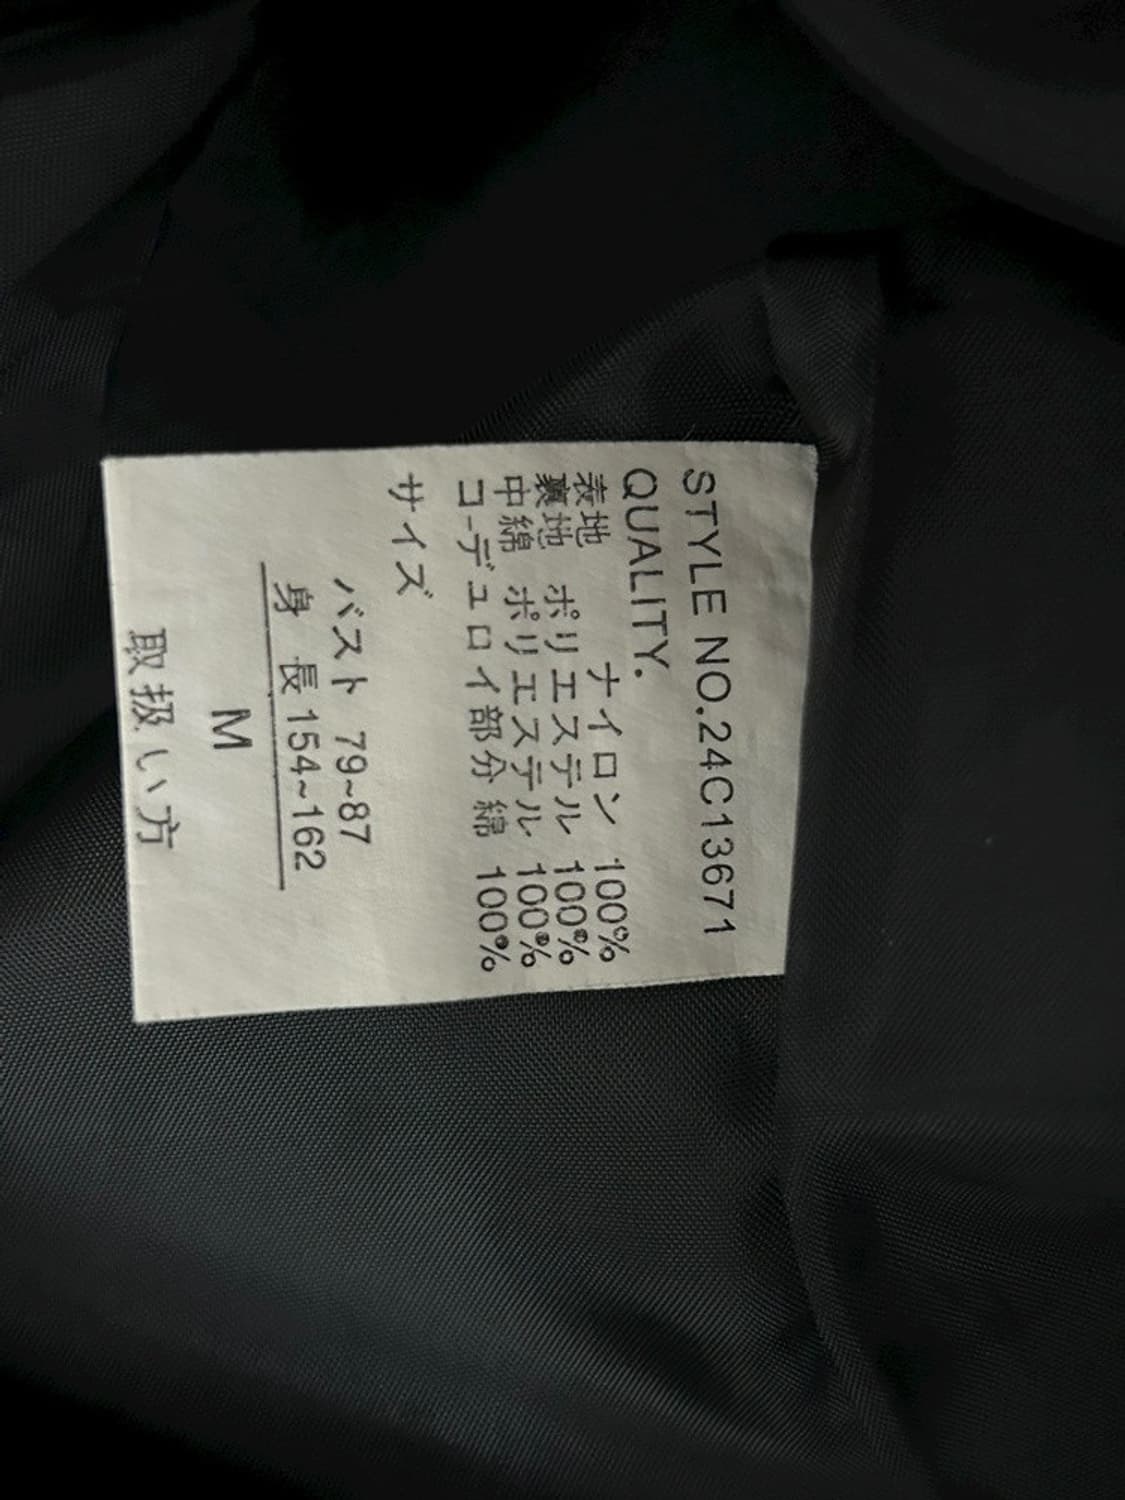 STYLE NO.24C13671
QUALITY.
表地 ナイロン 100%
裏地 ポリエステル 100%
中綿 ポリエステル 100%
コ-デュロイ部分 綿 100%
サイズ
バスト 79~87
身 長 154~162
M
取扱い方